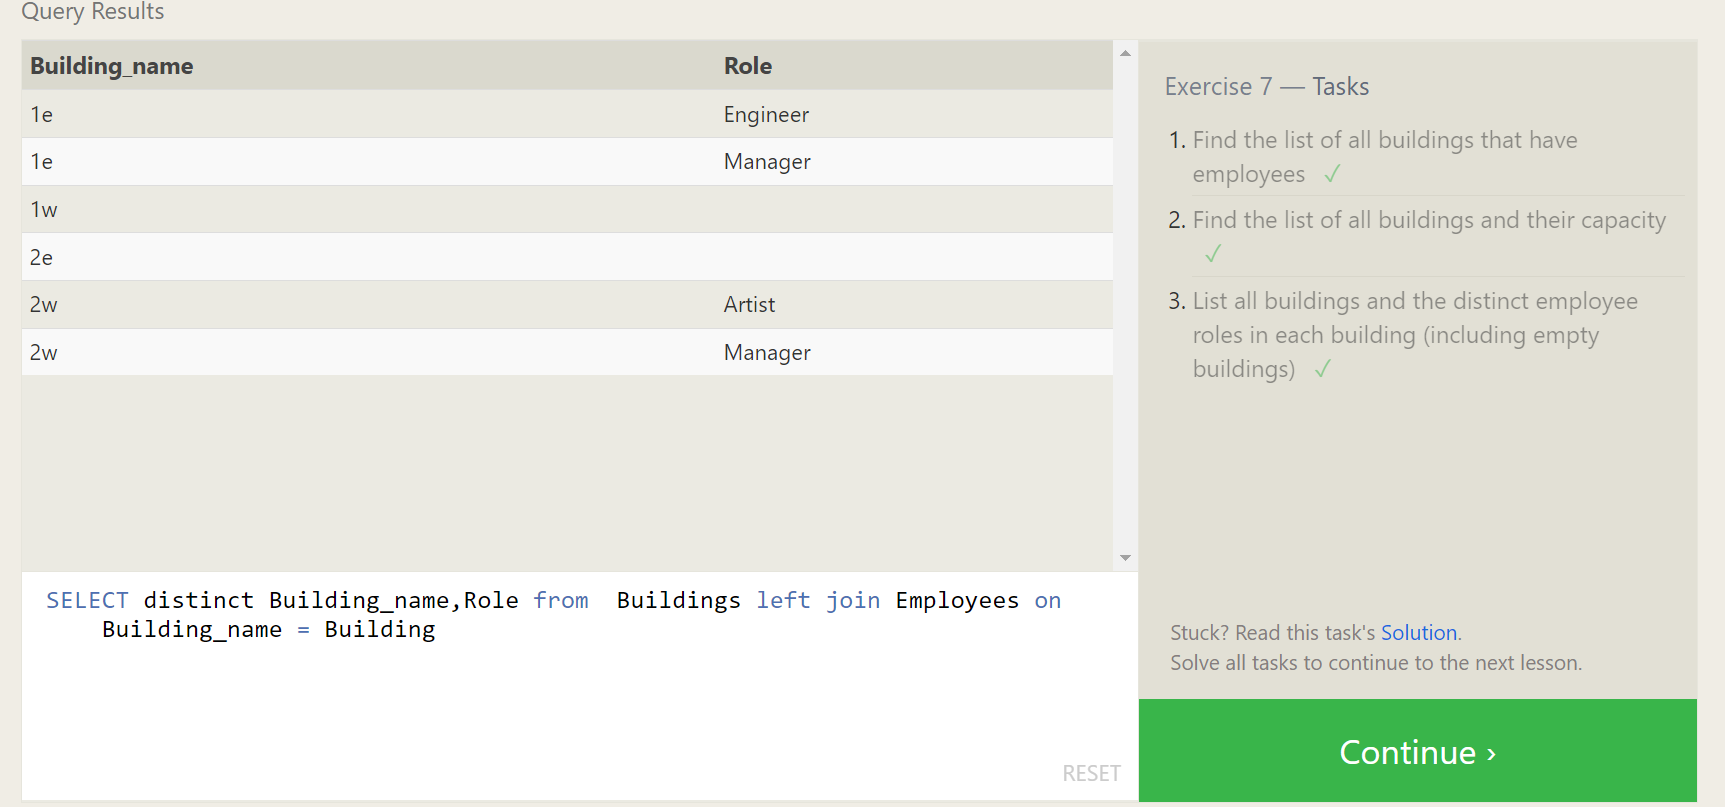 Query Results
Building_name Role
1e Engineer
1e Manager
1w
2e
2w Artist
2w Manager
SELECT distinct Building_name,Role from  Buildings left join Employees on
Building_name = Building
RESET
Exercise 7 — Tasks
1. Find the list of all buildings that have
employees ✓
2. Find the list of all buildings and their capacity
✓
3. List all buildings and the distinct employee
roles in each building (including empty
buildings) ✓
Stuck? Read this task's Solution.
Solve all tasks to continue to the next lesson.
Continue ›